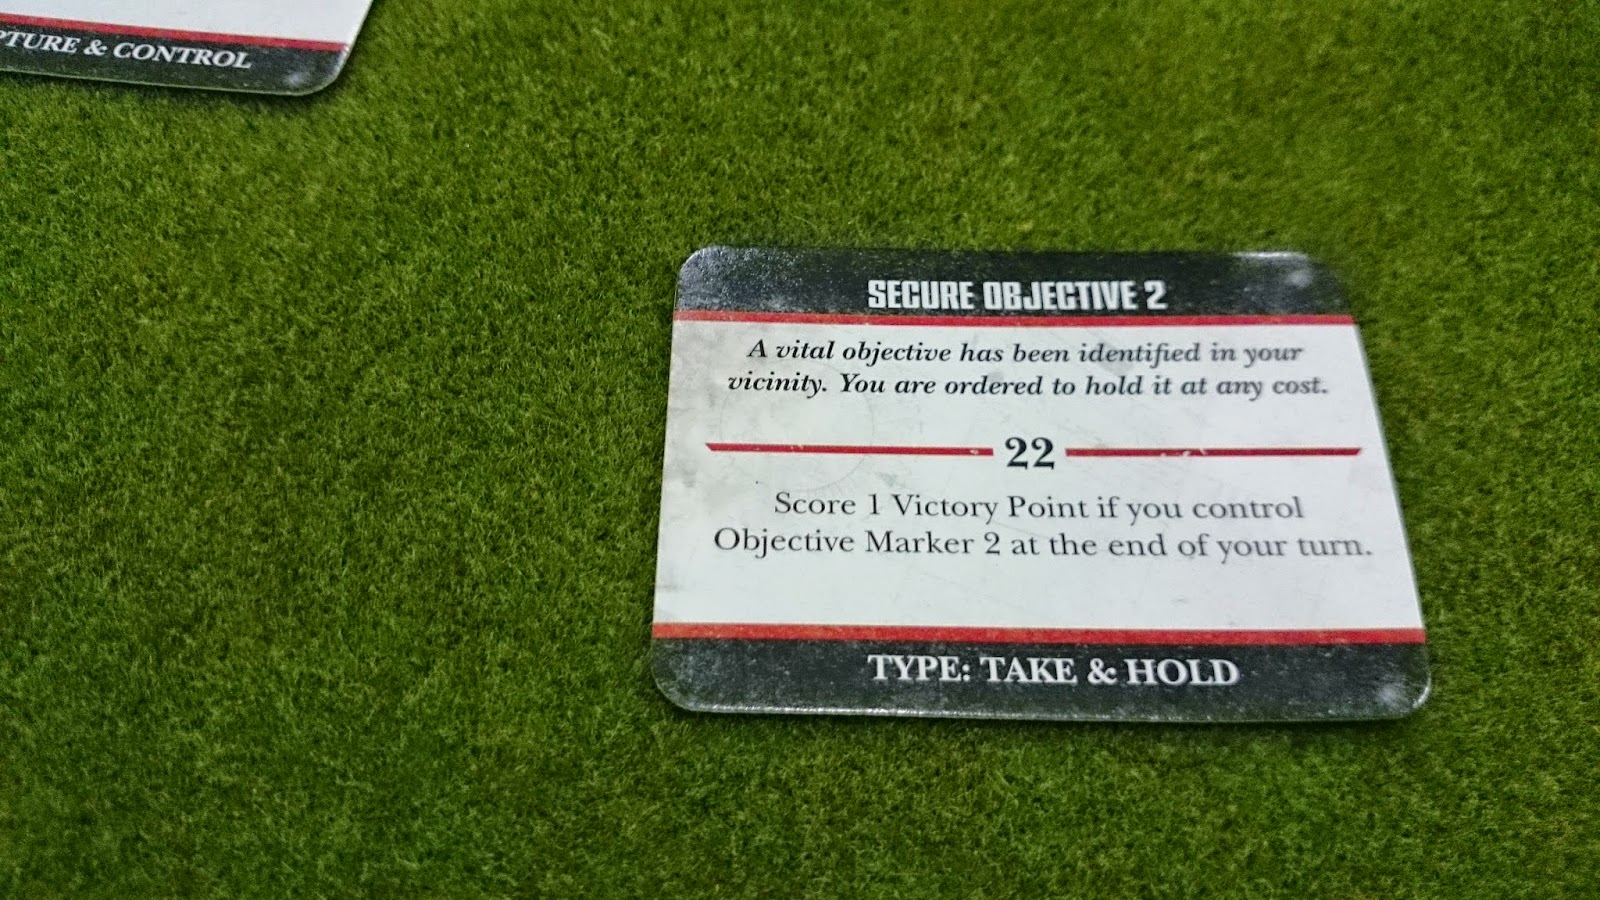 & CONTROL
SECURE OBJECTIVE 2
A vital objective has been identified in your
vicinity. You are ordered to hold it at any cost.
22
Score 1 Victory Point if you control
Objective Marker 2 at the end of your turn.
TYPE: TAKE & HOLD